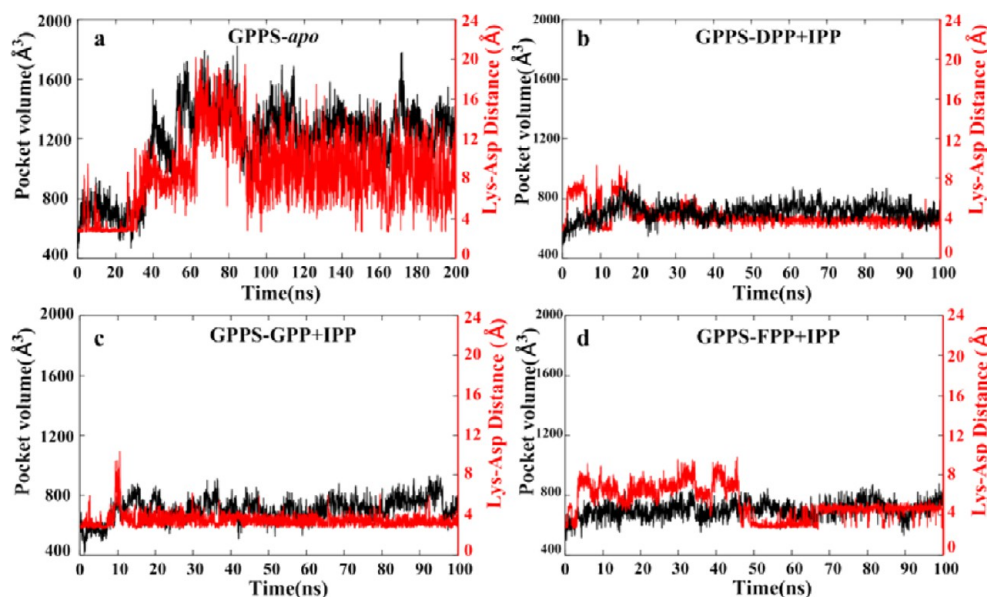 a GPPS-apo
Pocket volume(Å³)
2000
1600
1200
800
400
24
20
16
12
8
4
0
Lys-Asp Distance (Å)
0 20 40 60 80 100 120 140 160 180 200
Time(ns)
b GPPS-DPP+IPP
Pocket volume(Å³)
2000
1600
1200
800
400
24
20
16
12
8
4
0
Lys-Asp Distance (Å)
0 10 20 30 40 50 60 70 80 90 100
Time(ns)
c GPPS-GPP+IPP
Pocket volume(Å³)
2000
1600
1200
800
400
24
20
16
12
8
4
0
Lys-Asp Distance (Å)
0 10 20 30 40 50 60 70 80 90 100
Time(ns)
d GPPS-FPP+IPP
Pocket volume(Å³)
2000
1600
1200
800
400
24
20
16
12
8
4
0
Lys-Asp Distance (Å)
0 10 20 30 40 50 60 70 80 90 100
Time(ns)